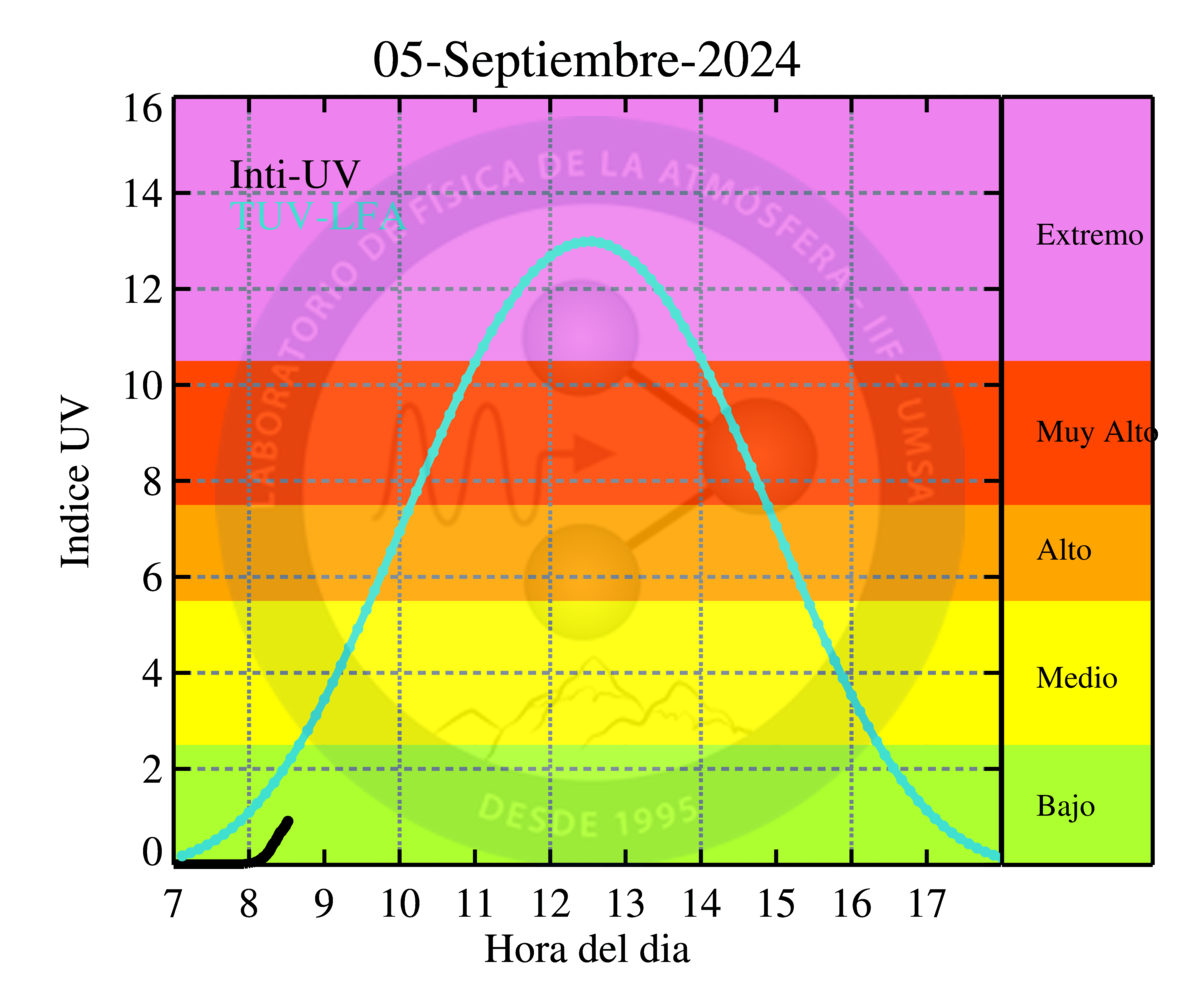 05-Septiembre-2024
16
14
12
10
8
6
4
2
0
Indice UV
Inti-UV
TUV-LFA
LABORATORIO DE FÍSICA DE LA ATMÓSFERA - IIF - UMSA
DESDE 1995
Extremo
Muy Alto
Alto
Medio
Bajo
7 8 9 10 11 12 13 14 15 16 17
Hora del dia